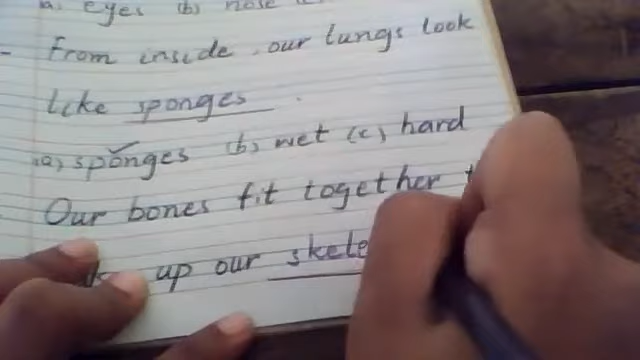 a. eyes (b) nose
From inside, our lungs look
like sponges.
(a) sponges (b) wet (c) hard
Our bones fit together
up our skele